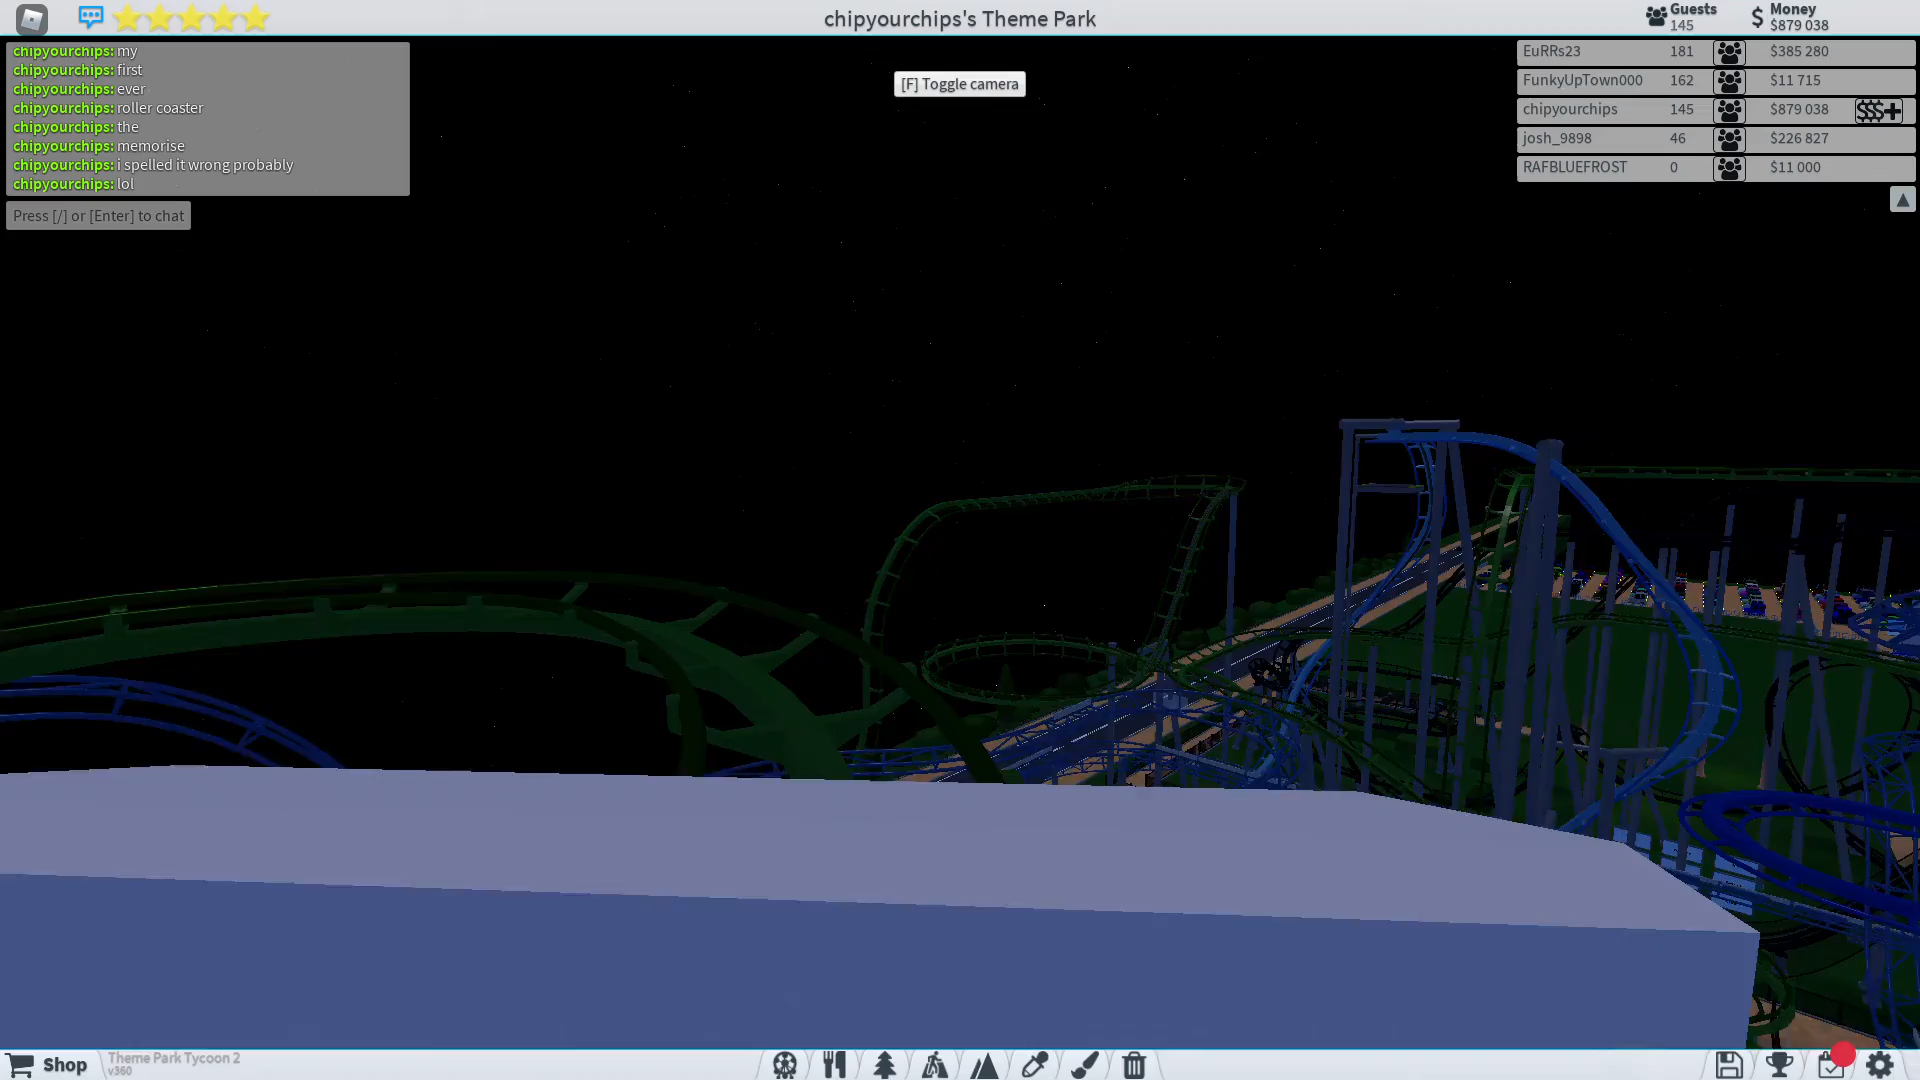 chipyourchips's Theme Park
Guests
145
Money
$879 038
chipyourchips: my
chipyourchips: first
chipyourchips: ever
chipyourchips: roller coaster
chipyourchips: the
chipyourchips: memorise
chipyourchips: i spelled it wrong probably
chipyourchips: lol
Press [/] or [Enter] to chat
[F] Toggle camera
EuRRs23 181 $385 280
FunkyUpTown000 162 $11 715
chipyourchips 145 $879 038 $$$+
josh_9898 46 $226 827
RAFBLUEFROST 0 $11 000
Shop
Theme Park Tycoon 2
v360